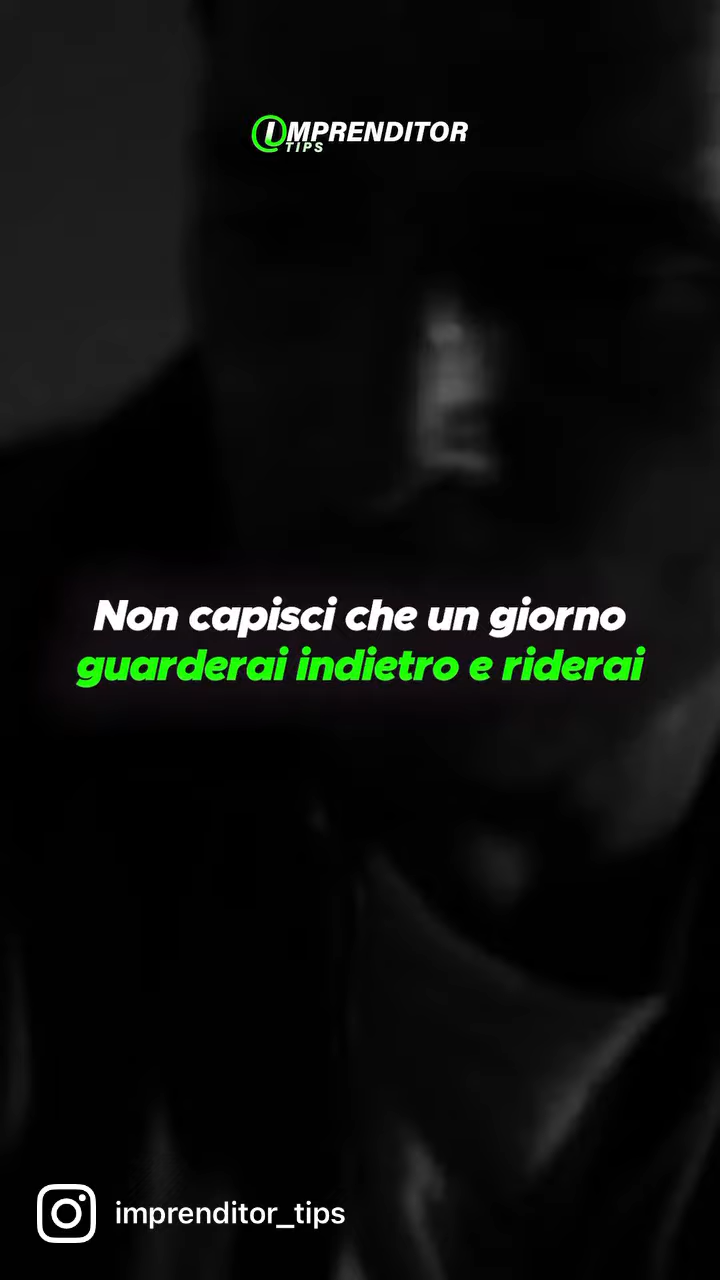 IMPRENDITOR
TIPS
Non capisci che un giorno
guarderai indietro e riderai
imprenditor_tips